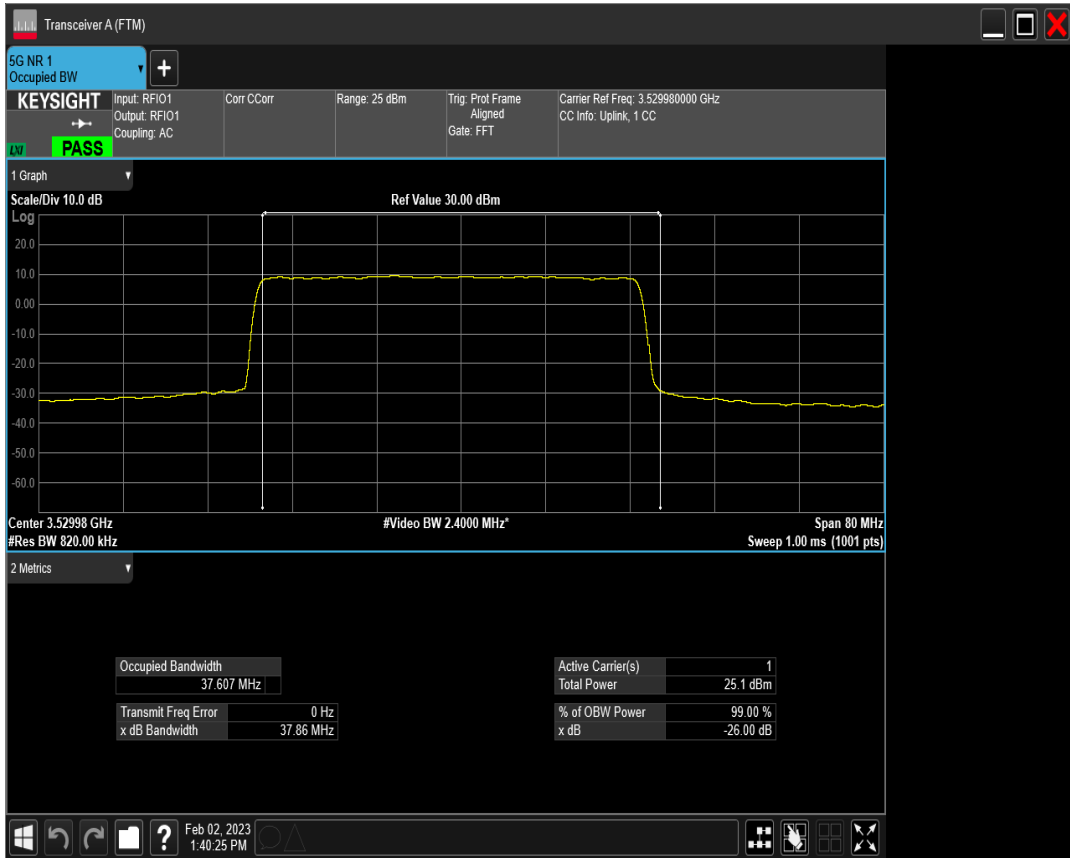 Transceiver A (FTM)
5G NR 1
Occupied BW
+
KEYSIGHT
LXI
PASS
Input: RFIO1
Output: RFIO1
Coupling: AC
Corr CCorr
Range: 25 dBm
Trig: Prot Frame
Aligned
Gate: FFT
Carrier Ref Freq: 3.529980000 GHz
CC Info: Uplink, 1 CC
1 Graph
Scale/Div 10.0 dB
Ref Value 30.00 dBm
Log
20.0
10.0
0.00
-10.0
-20.0
-30.0
-40.0
-50.0
-60.0
Center 3.52998 GHz
#Video BW 2.4000 MHz*
Span 80 MHz
#Res BW 820.00 kHz
Sweep 1.00 ms (1001 pts)
2 Metrics
Occupied Bandwidth
37.607 MHz
Transmit Freq Error 0 Hz
x dB Bandwidth 37.86 MHz
Active Carrier(s) 1
Total Power 25.1 dBm
% of OBW Power 99.00 %
x dB -26.00 dB
?
Feb 02, 2023
1:40:25 PM